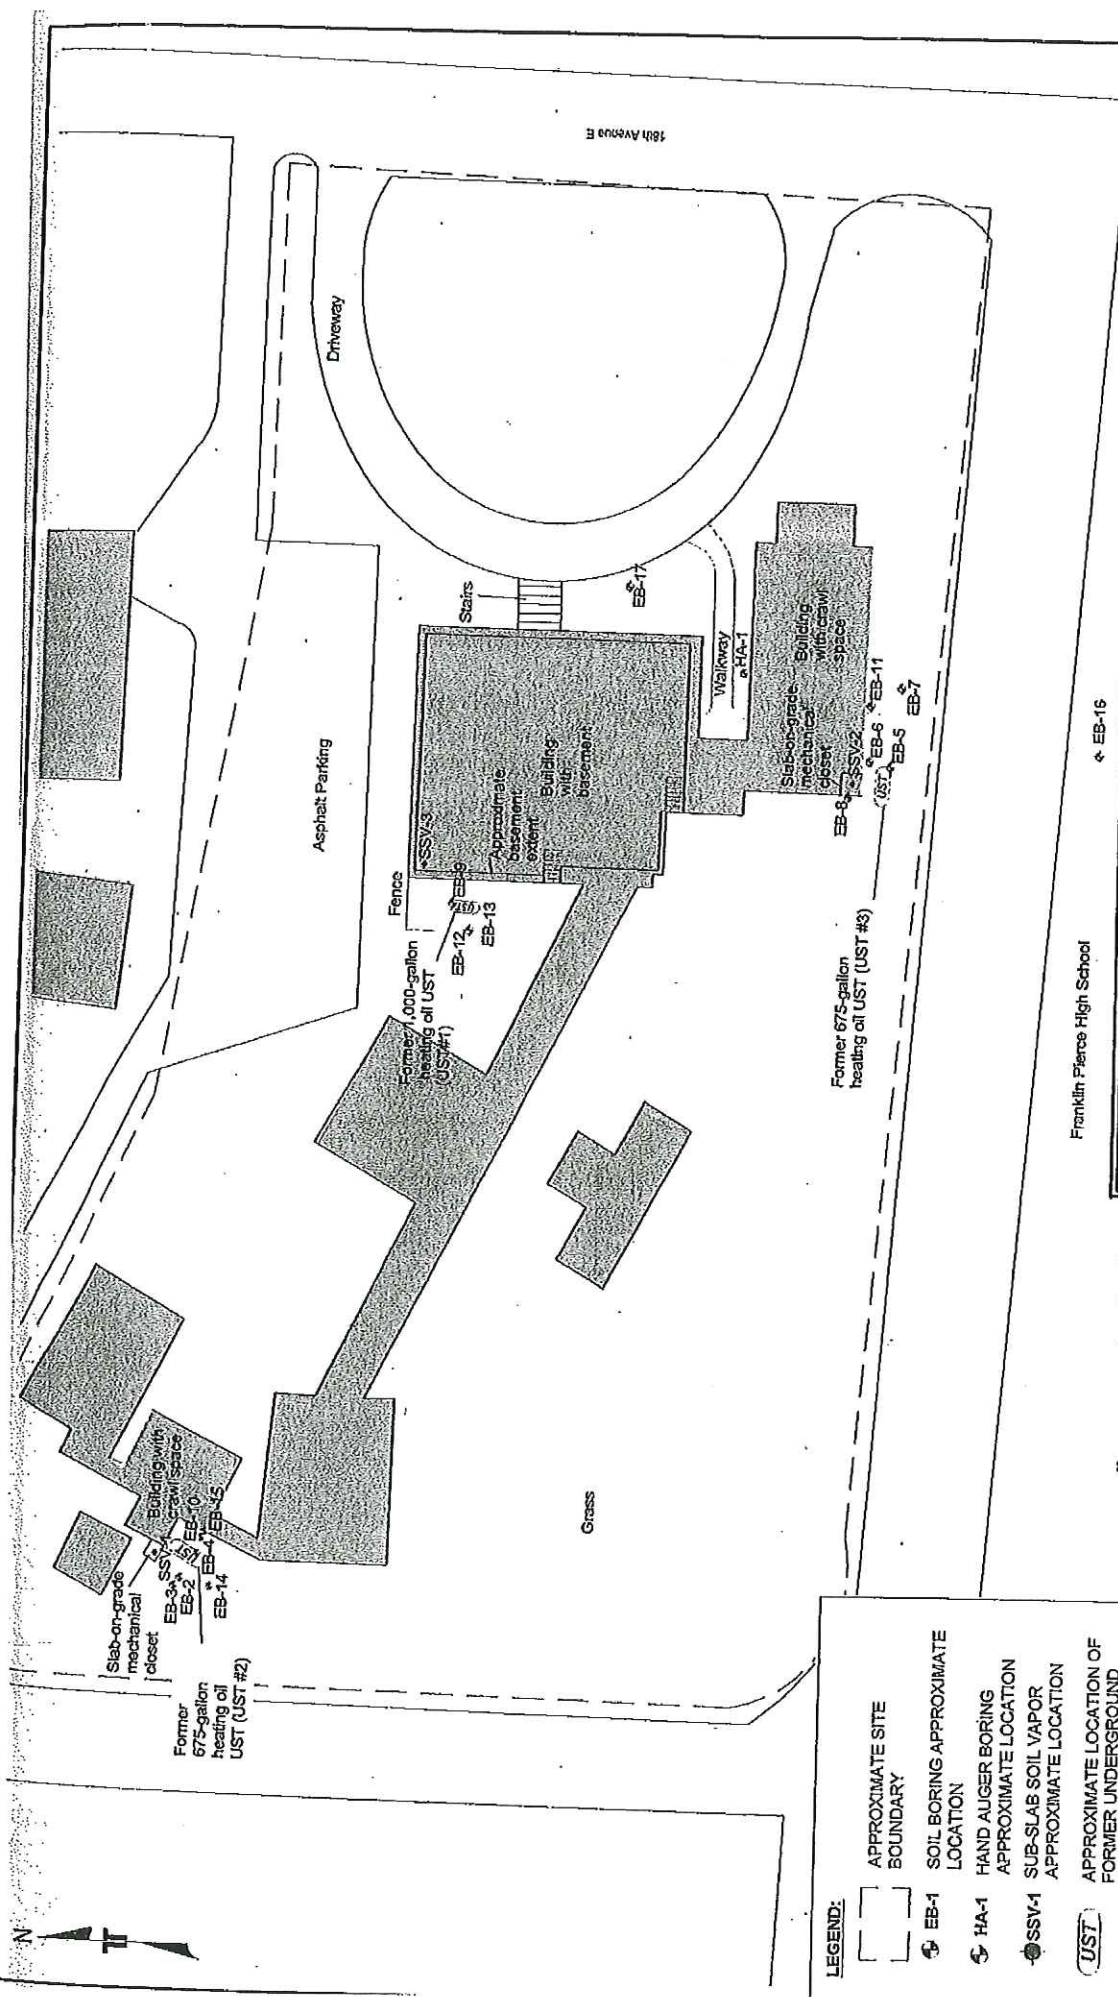 N
18th Avenue E
Driveway
Asphalt Parking
Stairs
EB-17
Walkway
HA-1
Slab-on-grade
mechanical
closet
Building
with crawl
space
SSV-2
EB-8
EB-6
EB-11
EB-5
EB-7
UST
EB-16
SSV-3
Approximate
basement
extent
Building
with
basement
Fence
EB-9
UST
EB-12
EB-13
Former 1,000-gallon
heating oil UST
(UST #1)
Former 675-gallon
heating oil UST (UST #3)
Franklin Pierce High School
Building with
crawl space
Slab-on-grade
mechanical
closet
EB-10
EB-15
UST
EB-3
EB-2
EB-4
EB-14
Former
675-gallon
heating oil
UST (UST #2)
Grass
LEGEND:
APPROXIMATE SITE
BOUNDARY
EB-1 SOIL BORING APPROXIMATE
LOCATION
HA-1 HAND AUGER BORING
APPROXIMATE LOCATION
SSV-1 SUB-SLAB SOIL VAPOR
APPROXIMATE LOCATION
UST APPROXIMATE LOCATION OF
FORMER UNDERGROUND